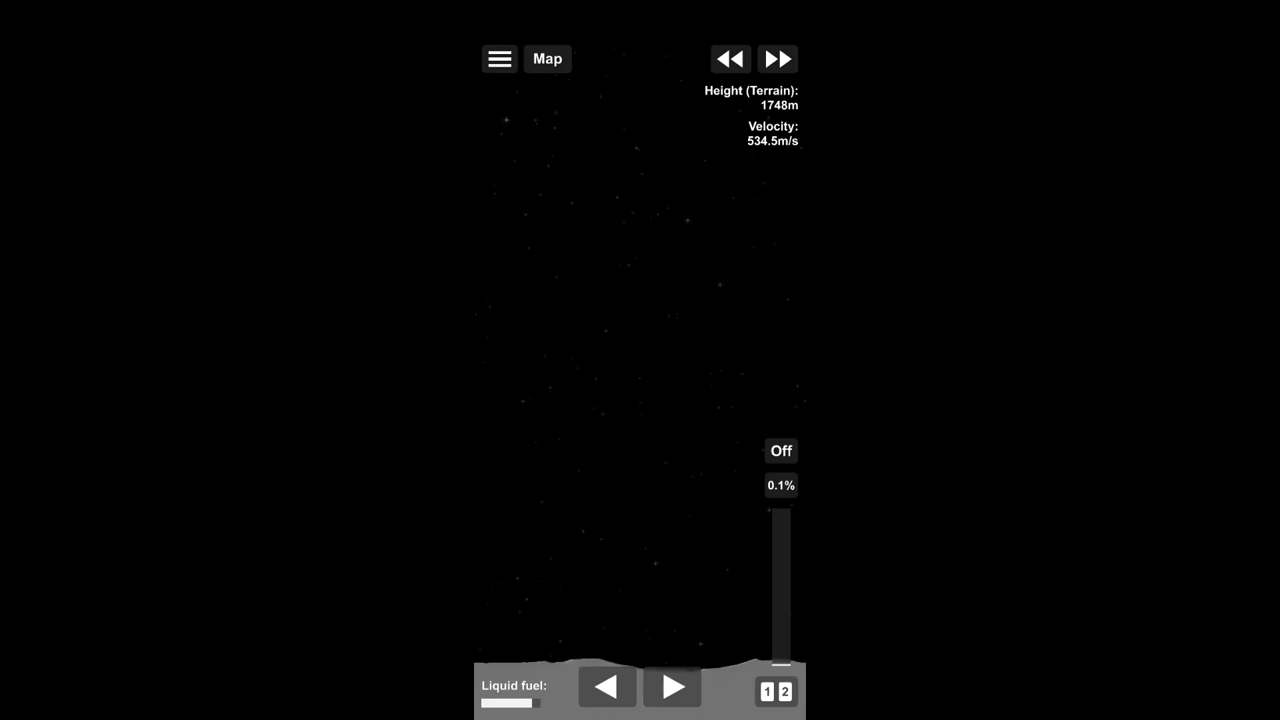 Map
Height (Terrain):
1748m
Velocity:
534.5m/s
Off
0.1%
Liquid fuel:
1 2